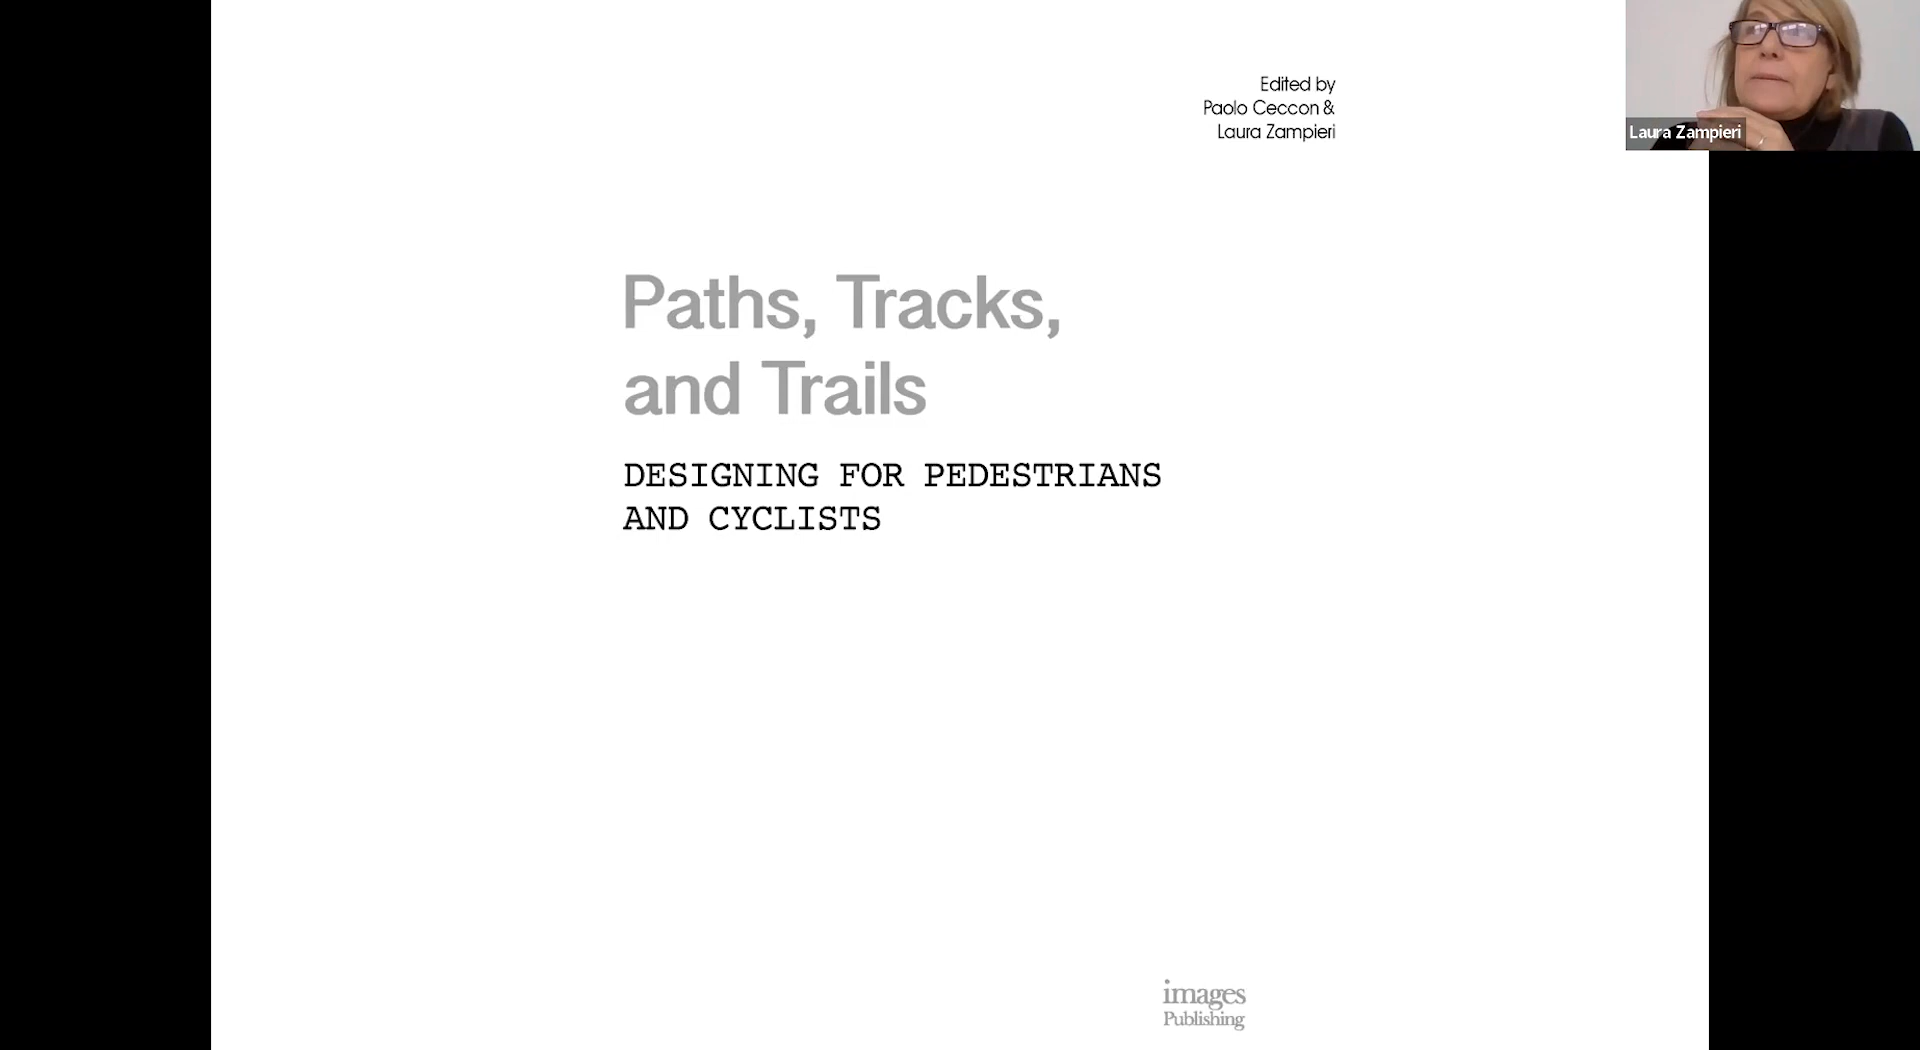 Edited by
Paolo Ceccon &
Laura Zampieri
Laura Zampieri
Paths, Tracks,
and Trails
DESIGNING FOR PEDESTRIANS
AND CYCLISTS
images
Publishing